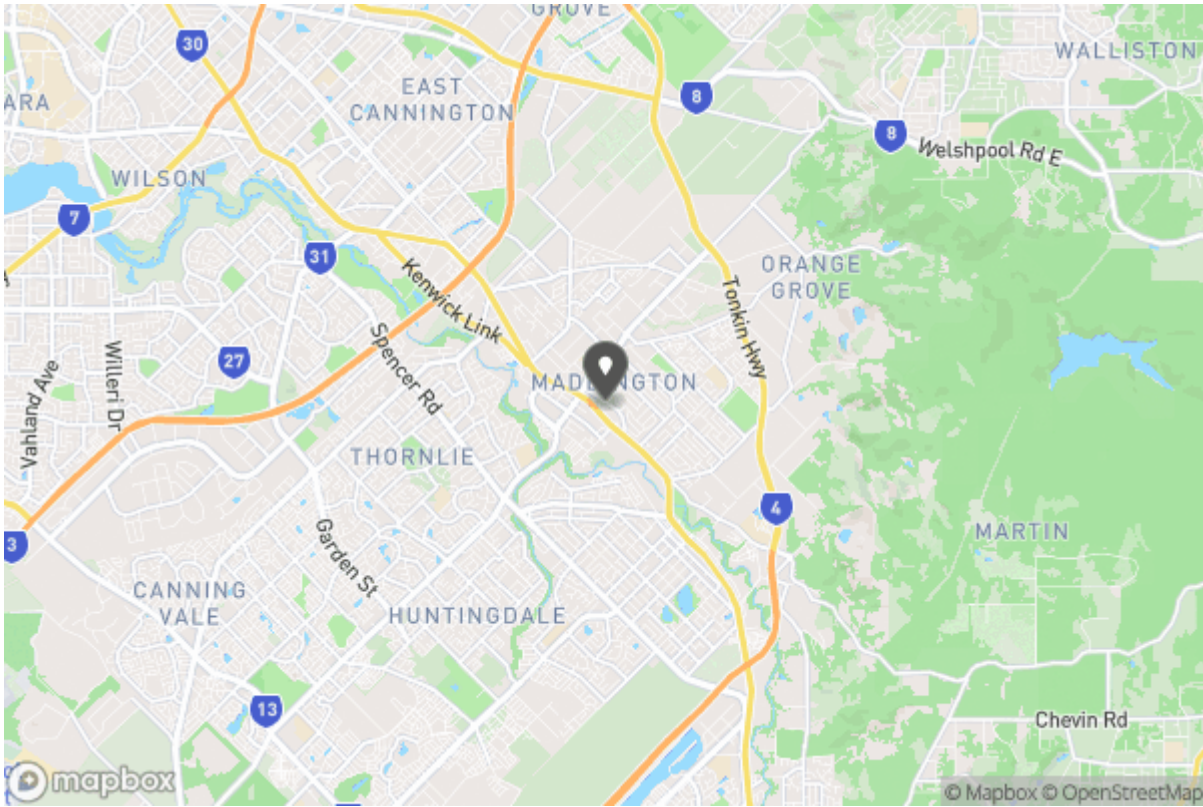 GROVE
30
WALLISTON
EAST
CANNINGTON
8
8
Welshpool Rd E
WILSON
7
31
ORANGE
GROVE
Kenwick Link
Tonkin Hwy
27
Spencer Rd
Willeri Dr
Vahland Ave
THORNLIE
4
MARTIN
3
Garden St
CANNING
VALE
HUNTINGDALE
13
Chevin Rd
mapbox
© Mapbox © OpenStreetMap